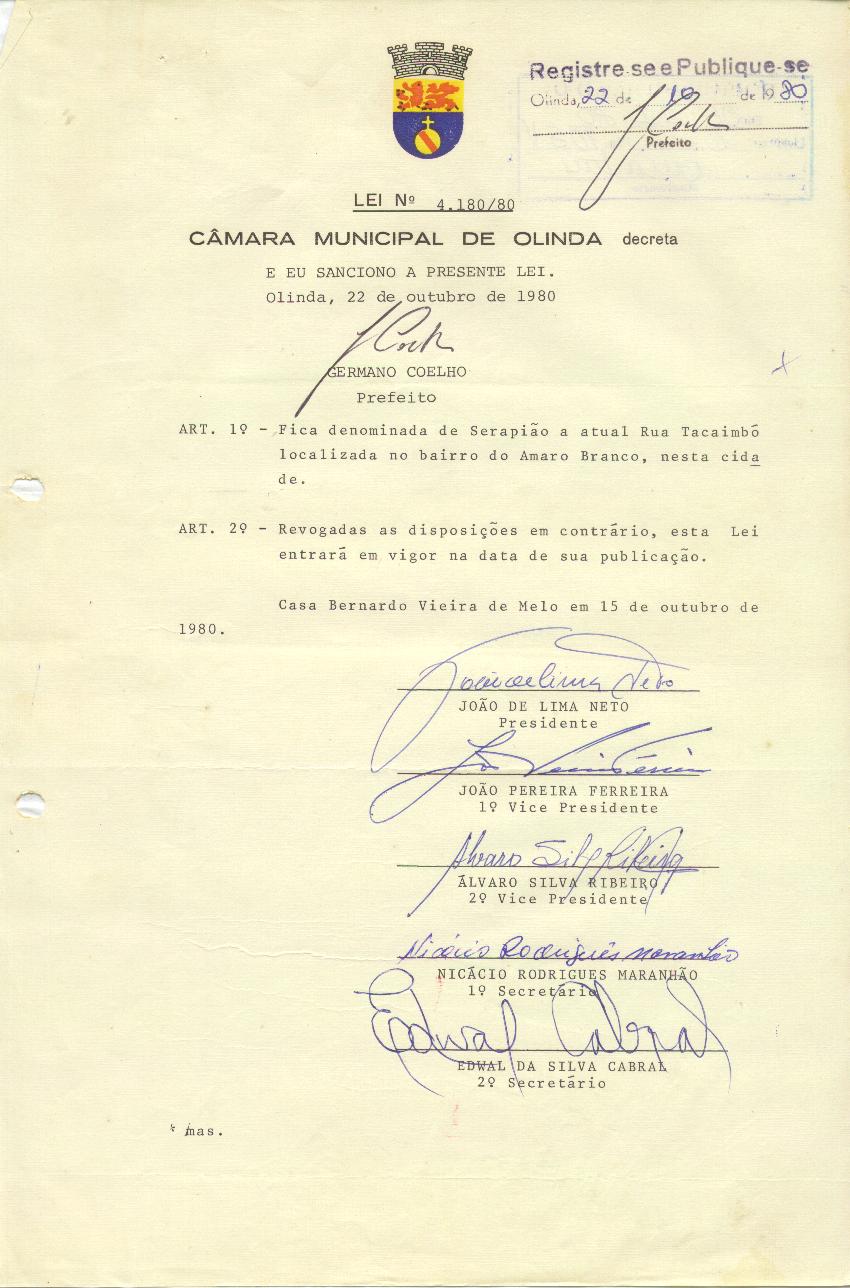 Registre-se e Publique-se
Olinda, 22 de 10 de 1980
Prefeito
LEI Nº 4.180/80
CÂMARA MUNICIPAL DE OLINDA decreta
E EU SANCIONO A PRESENTE LEI.
Olinda, 22 de outubro de 1980
GERMANO COELHO
Prefeito
ART. 1º - Fica denominada de Serapião a atual Rua Tacaimbó
localizada no bairro do Amaro Branco, nesta cida
de.
ART. 2º - Revogadas as disposições em contrário, esta Lei
entrará em vigor na data de sua publicação.
Casa Bernardo Vieira de Melo em 15 de outubro de
1980.
João de Lima Neto
JOÃO DE LIMA NETO
Presidente
JOÃO PEREIRA FERREIRA
1º Vice Presidente
Alvaro Silva Ribeiro
ÁLVARO SILVA RIBEIRO
2º Vice Presidente
Nicácio Rodrigues Maranhão
NICÁCIO RODRIGUES MARANHÃO
1º Secretário
Edwal Cabral
EDWAL DA SILVA CABRAL
2º Secretário
* mas.